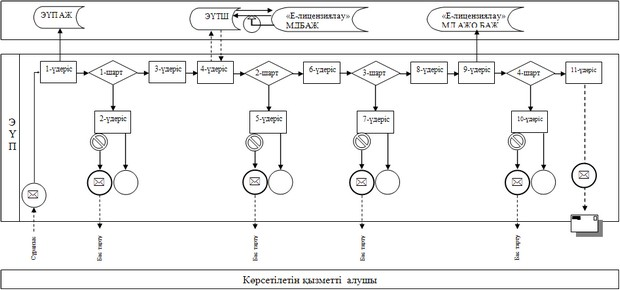 ЭҮПАЖ
ЭҮТШ
«Е-лицензиялау»
МДБАЖ
«Е-лицензиялау»
МД АЖО БАЖ
ЭҮП
1-үдеріс
1-шарт
3-үдеріс
4-үдеріс
2-шарт
6-үдеріс
3-шарт
8-үдеріс
9-үдеріс
4-шарт
11-үдеріс
2-үдеріс
5-үдеріс
7-үдеріс
10-үдеріс
Сұраныс
Бас тарту
Бас тарту
Бас тарту
Бас тарту
Көрсетілетін қызметті алушы